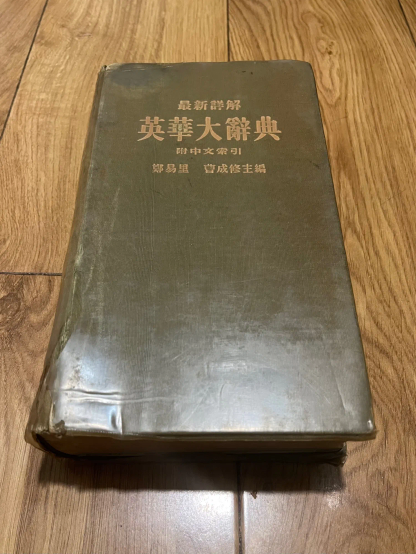 最新詳解
英華大辭典
附中文索引
鄭易里 曹成修主編